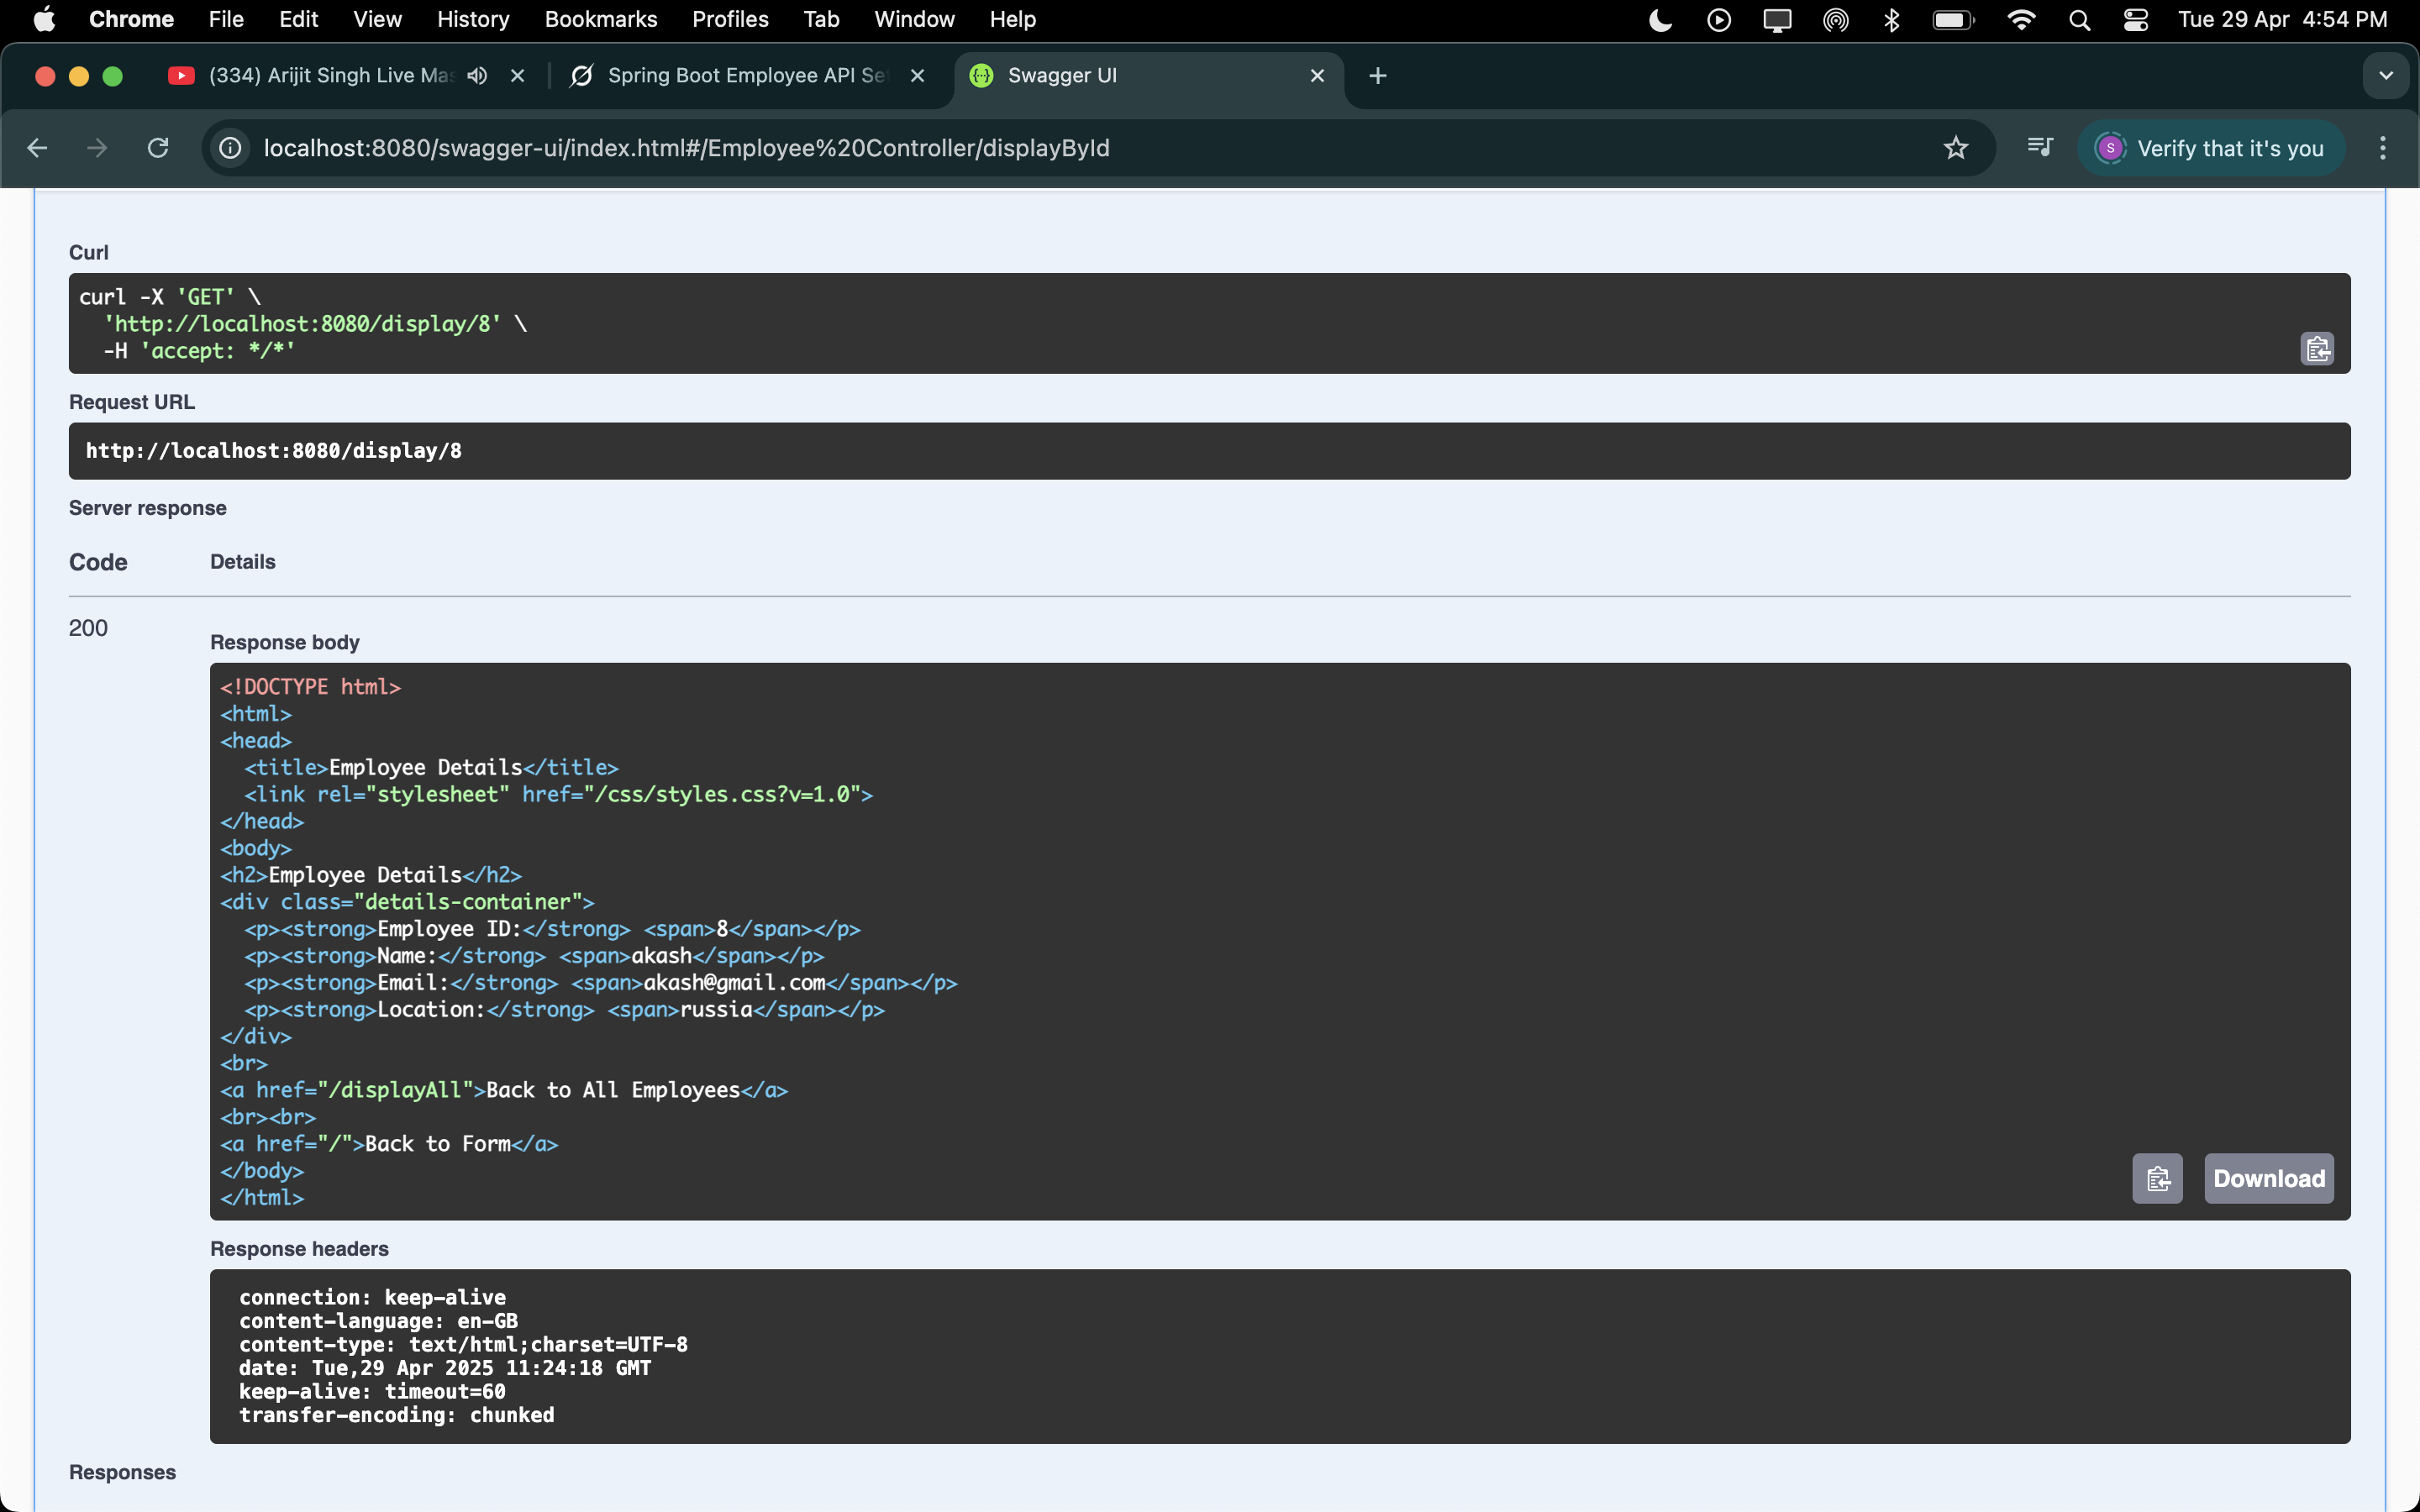 Chrome File Edit View History Bookmarks Profiles Tab Window Help Tue 29 Apr 4:54 PM
(334) Arijit Singh Live Mas Spring Boot Employee API Se Swagger UI
localhost:8080/swagger-ui/index.html#/Employee%20Controller/displayById S Verify that it's you
Curl
curl -X 'GET' \
  'http://localhost:8080/display/8' \
  -H 'accept: */*'
Request URL
http://localhost:8080/display/8
Server response
Code Details
200
Response body
<!DOCTYPE html>
<html>
<head>
  <title>Employee Details</title>
  <link rel="stylesheet" href="/css/styles.css?v=1.0">
</head>
<body>
<h2>Employee Details</h2>
<div class="details-container">
  <p><strong>Employee ID:</strong> <span>8</span></p>
  <p><strong>Name:</strong> <span>akash</span></p>
  <p><strong>Email:</strong> <span>akash@gmail.com</span></p>
  <p><strong>Location:</strong> <span>russia</span></p>
</div>
<br>
<a href="/displayAll">Back to All Employees</a>
<br><br>
<a href="/">Back to Form</a>
</body>
</html>
Download
Response headers
connection: keep-alive
content-language: en-GB
content-type: text/html;charset=UTF-8
date: Tue,29 Apr 2025 11:24:18 GMT
keep-alive: timeout=60
transfer-encoding: chunked
Responses